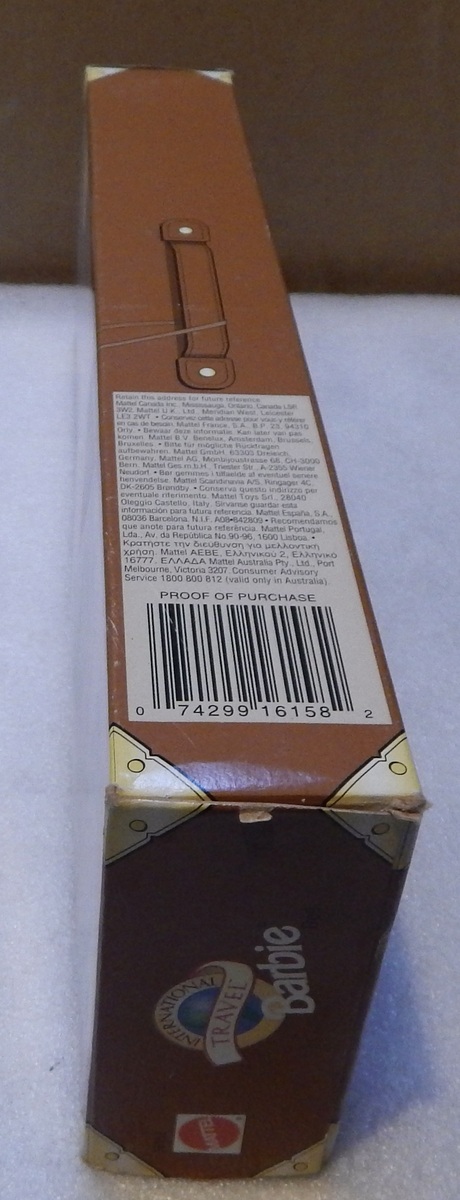 Retain this address for future reference:
Mattel Canada Inc., Mississauga, Ontario, Canada L5R
3W2. Mattel U.K., Ltd., Meridian West, Leicester
LE3 2WT. • Conservez cette adresse pour vous y référer
en cas de besoin, Mattel France, S.A., B.P. 23, 94310
Orly. • Bewaar deze informatie. Kan later van pas
komen. Mattel B.V. Benelux, Amsterdam, Brussels,
Bruxelles. • Bitte für mögliche Rückfragen
aufbewahren. Mattel GmbH, 63303 Dreieich,
Germany. Mattel AG, Monbijoustrasse 68, CH-3000
Bern. Mattel Ges.m.b.H., Triester Str., A-2355 Wiener
Neudorf. • Bør gemmes i tilfælde af eventuel senere
henvendelse. Mattel Scandinavia A/S, Ringager 4C,
DK-2605 Brøndby. • Conserva questo indirizzo per
eventuale riferimento. Mattel Toys Srl., 28040
Oleggio Castello, Italy. Sírvanse guardar esta
información para futura referencia. Mattel España, S.A.,
08036 Barcelona. N.I.F. A08-842809 • Recomendamos
que anote para futura referência. Mattel Portugal,
Lda., Av. da República No.90-96, 1600 Lisboa. •
Κρατήστε την διεύθυνση για μελλοντική
χρήση. Mattel AEBE, Ελληνικού 2, Ελληνικό
16777, ΕΛΛΑΔΑ Mattel Australia Pty., Ltd., Port
Melbourne, Victoria 3207. Consumer Advisory
Service 1800 800 812 (valid only in Australia).
PROOF OF PURCHASE
0 74299 16158 2
INTERNATIONAL
TRAVEL™
Barbie
MATTEL